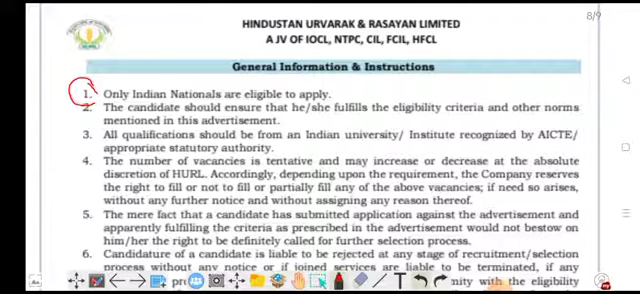 8/9
HINDUSTAN URVARAK & RASAYAN LIMITED
A JV OF IOCL, NTPC, CIL, FCIL, HFCL
General Information & Instructions
1. Only Indian Nationals are eligible to apply.
2. The candidate should ensure that he/she fulfills the eligibility criteria and other norms
mentioned in this advertisement.
3. All qualifications should be from an Indian university/ Institute recognized by AICTE/
appropriate statutory authority.
4. The number of vacancies is tentative and may increase or decrease at the absolute
discretion of HURL. Accordingly, depending upon the requirement, the Company reserves
the right to fill or not to fill or partially fill any of the above vacancies; if need so arises,
without any further notice and without assigning any reason thereof.
5. The mere fact that a candidate has submitted application against the advertisement and
apparently fulfilling the criteria as prescribed in the advertisement would not bestow on
him/her the right to be definitely called for further selection process.
6. Candidature of a candidate is liable to be rejected at any stage of recruitment/selection
process without any notice or if joined services are liable to be terminated, if any
mity with the eligibility